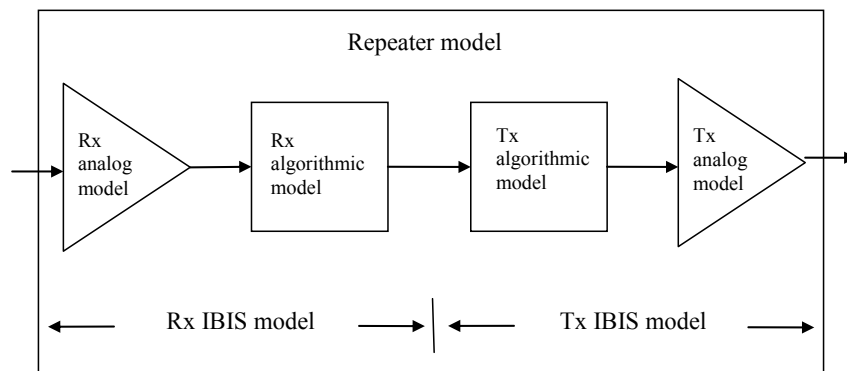 Repeater model
Rx
analog
model
Rx
algorithmic
model
Tx
algorithmic
model
Tx
analog
model
Rx IBIS model
Tx IBIS model